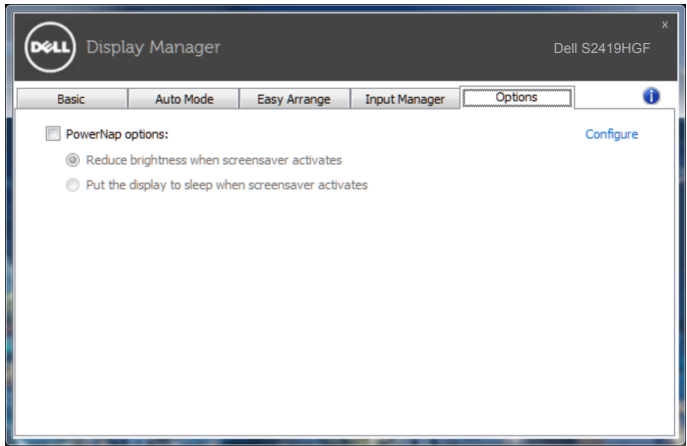 x
DELL Display Manager Dell S2419HGF
Basic Auto Mode Easy Arrange Input Manager Options i
PowerNap options: Configure
Reduce brightness when screensaver activates
Put the display to sleep when screensaver activates